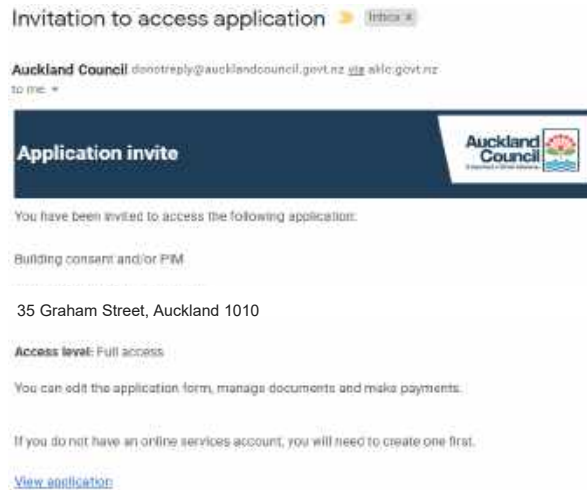 Invitation to access application
Inbox x
Auckland Council donotreply@aucklandcouncil.govt.nz via aklc.govt.nz
to me
Application invite
Auckland
Council
You have been invited to access the following application:
Building consent and/or PIM
35 Graham Street, Auckland 1010
Access level: Full access
You can edit the application form, manage documents and make payments.
If you do not have an online services account, you will need to create one first.
View application